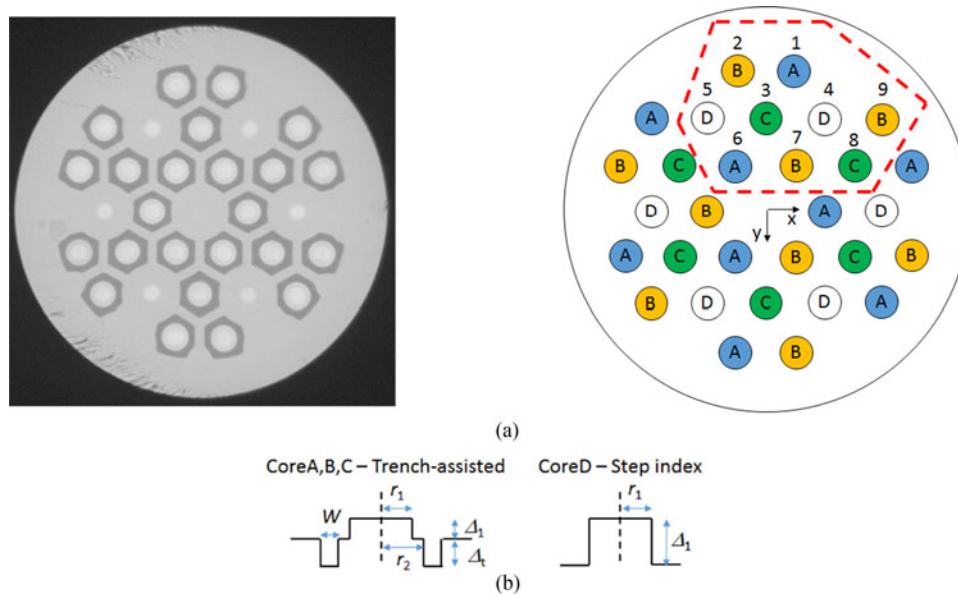 2 1
B A
5 3 4 9
A D C D B
6 7 8
B C A B C A
D B x A D
y
A C A B C B
B D C D A
A B
(a)
CoreA,B,C – Trench-assisted CoreD – Step index
r1 r1
W Δ1 Δ1
r2 Δt
(b)